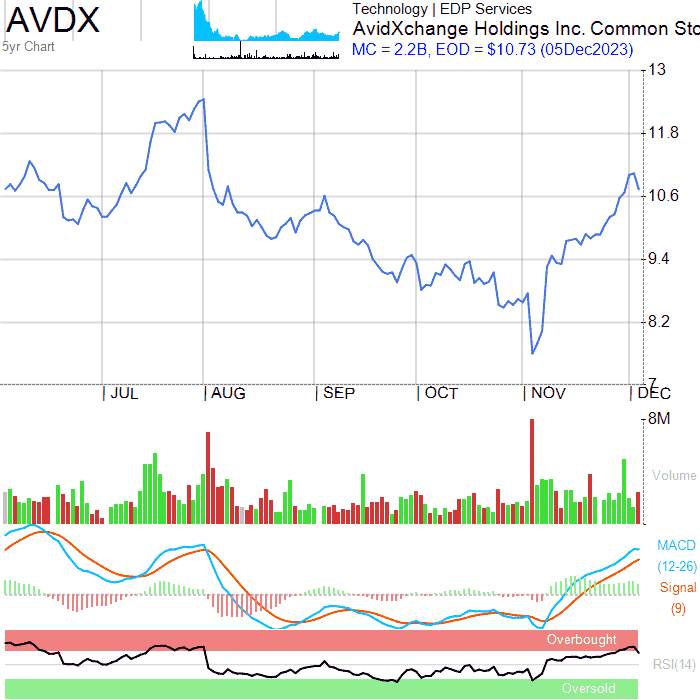 AVDX
5yr Chart
Technology | EDP Services
AvidXchange Holdings Inc. Common Sto
MC = 2.2B, EOD = $10.73 (05Dec2023)
13
11.8
10.6
9.4
8.2
7
JUL AUG SEP OCT NOV DEC
8M
Volume
MACD
(12-26)
Signal
(9)
Overbought
RSI(14)
Oversold